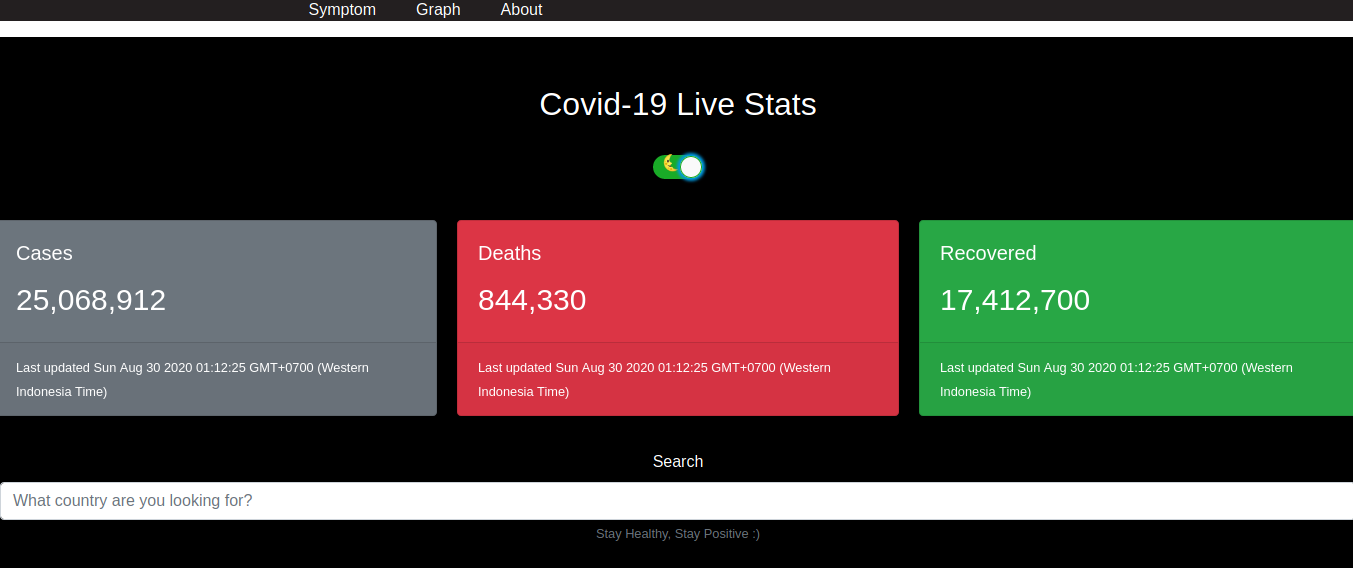 Symptom Graph About
Covid-19 Live Stats
Cases
25,068,912
Last updated Sun Aug 30 2020 01:12:25 GMT+0700 (Western
Indonesia Time)
Deaths
844,330
Last updated Sun Aug 30 2020 01:12:25 GMT+0700 (Western
Indonesia Time)
Recovered
17,412,700
Last updated Sun Aug 30 2020 01:12:25 GMT+0700 (Western
Indonesia Time)
Search
What country are you looking for?
Stay Healthy, Stay Positive :)